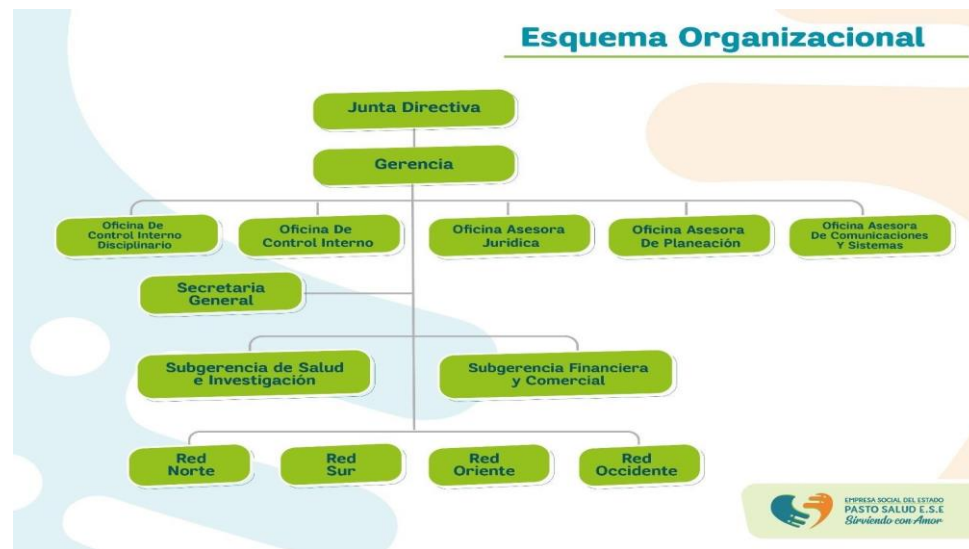 Esquema Organizacional
Junta Directiva
Gerencia
Oficina De
Control Interno
Disciplinario
Oficina De
Control Interno
Oficina Asesora
Juridica
Oficina Asesora
De Planeación
Oficina Asesora
De Comunicaciones
Y Sistemas
Secretaria
General
Subgerencia de Salud
e Investigación
Subgerencia Financiera
y Comercial
Red
Norte
Red
Sur
Red
Oriente
Red
Occidente
EMPRESA SOCIAL DEL ESTADO
PASTO SALUD E.S.E
Sirviendo con Amor